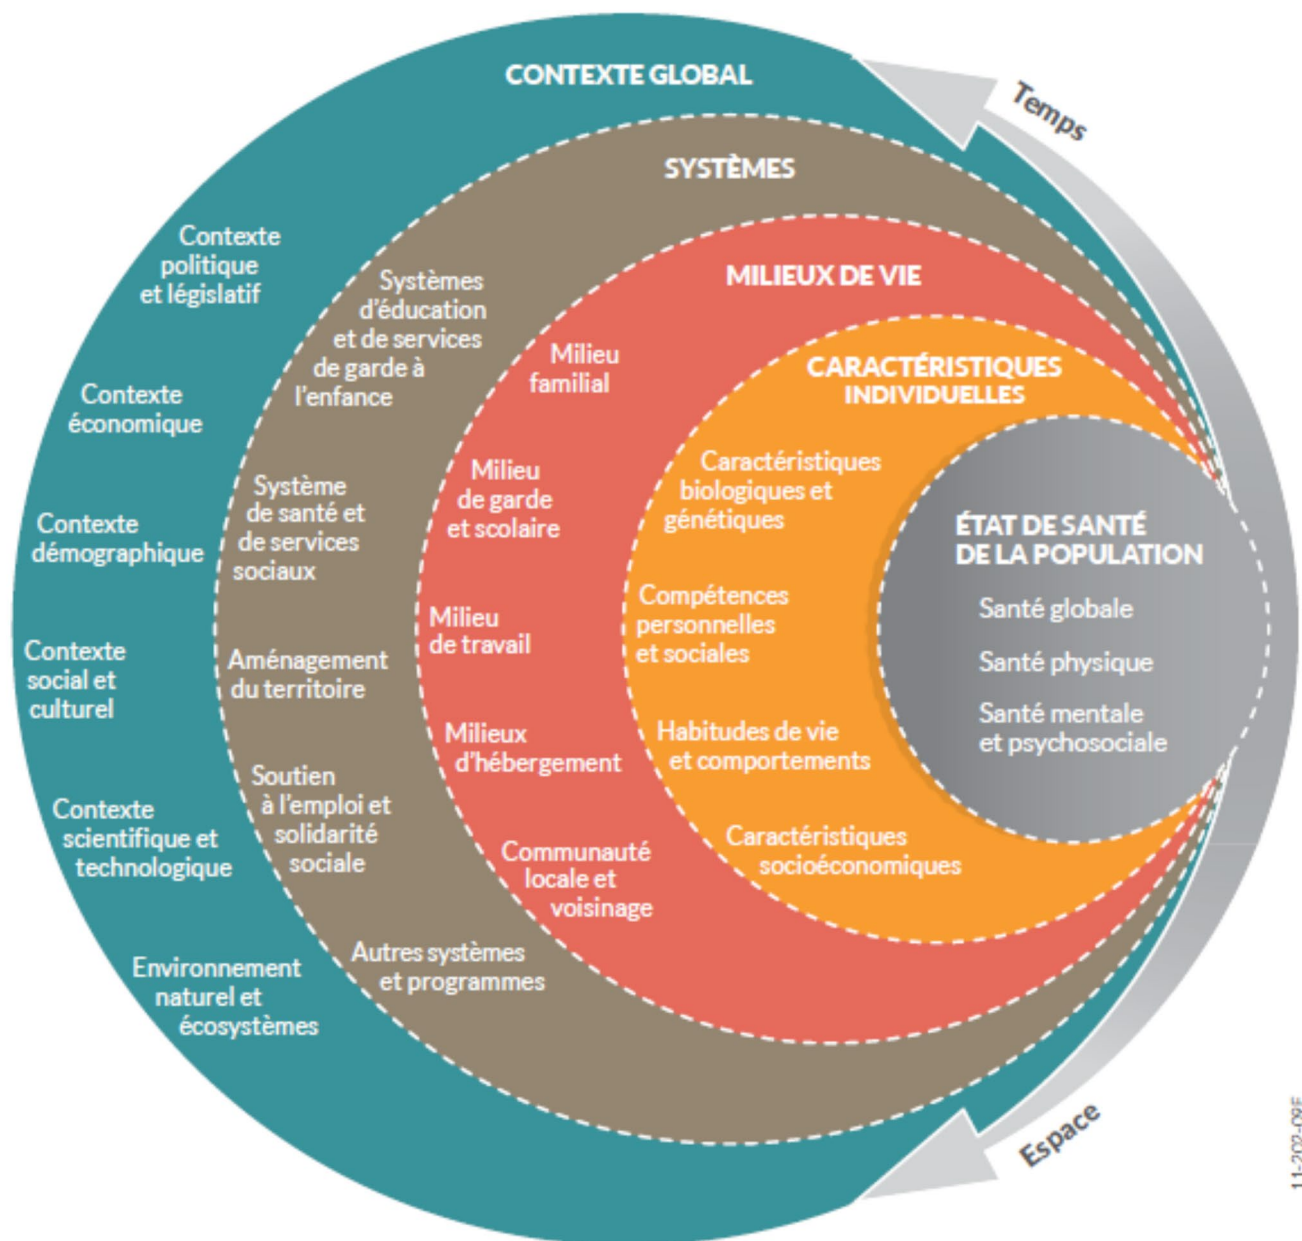 CONTEXTE GLOBAL
Temps
SYSTÈMES
MILIEUX DE VIE
CARACTÉRISTIQUES
INDIVIDUELLES
Contexte
politique
et législatif
Contexte
économique
Contexte
démographique
Contexte
social et
culturel
Contexte
scientifique et
technologique
Environnement
naturel et
écosystèmes
Systèmes
d'éducation
et de services
de garde à
l'enfance
Système
de santé et
de services
sociaux
Aménagement
du territoire
Soutien
à l'emploi et
solidarité
sociale
Autres systèmes
et programmes
Milieu
familial
Milieu
de garde
et scolaire
Milieu
de travail
Milieux
d'hébergement
Communauté
locale et
voisinage
Caractéristiques
biologiques et
génétiques
Compétences
personnelles
et sociales
Habitudes de vie
et comportements
Caractéristiques
socioéconomiques
ÉTAT DE SANTÉ
DE LA POPULATION
Santé globale
Santé physique
Santé mentale
et psychosociale
Espace